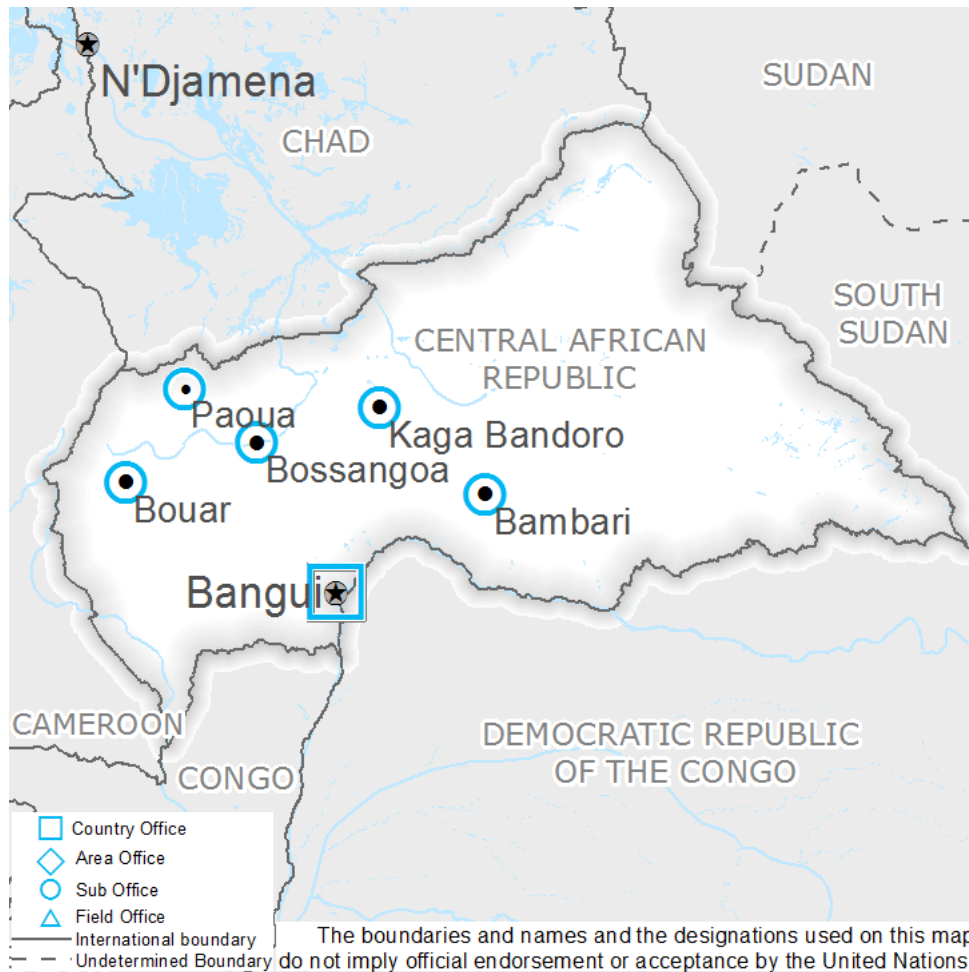 N'Djamena
SUDAN
CHAD
SOUTH
SUDAN
CENTRAL AFRICAN
REPUBLIC
Paoua
Kaga Bandoro
Bossangoa
Bouar
Bambari
Bangui
CAMEROON
DEMOCRATIC REPUBLIC
OF THE CONGO
CONGO
Country Office
Area Office
Sub Office
Field Office
International boundary
Undetermined Boundary
The boundaries and names and the designations used on this map
do not imply official endorsement or acceptance by the United Nations